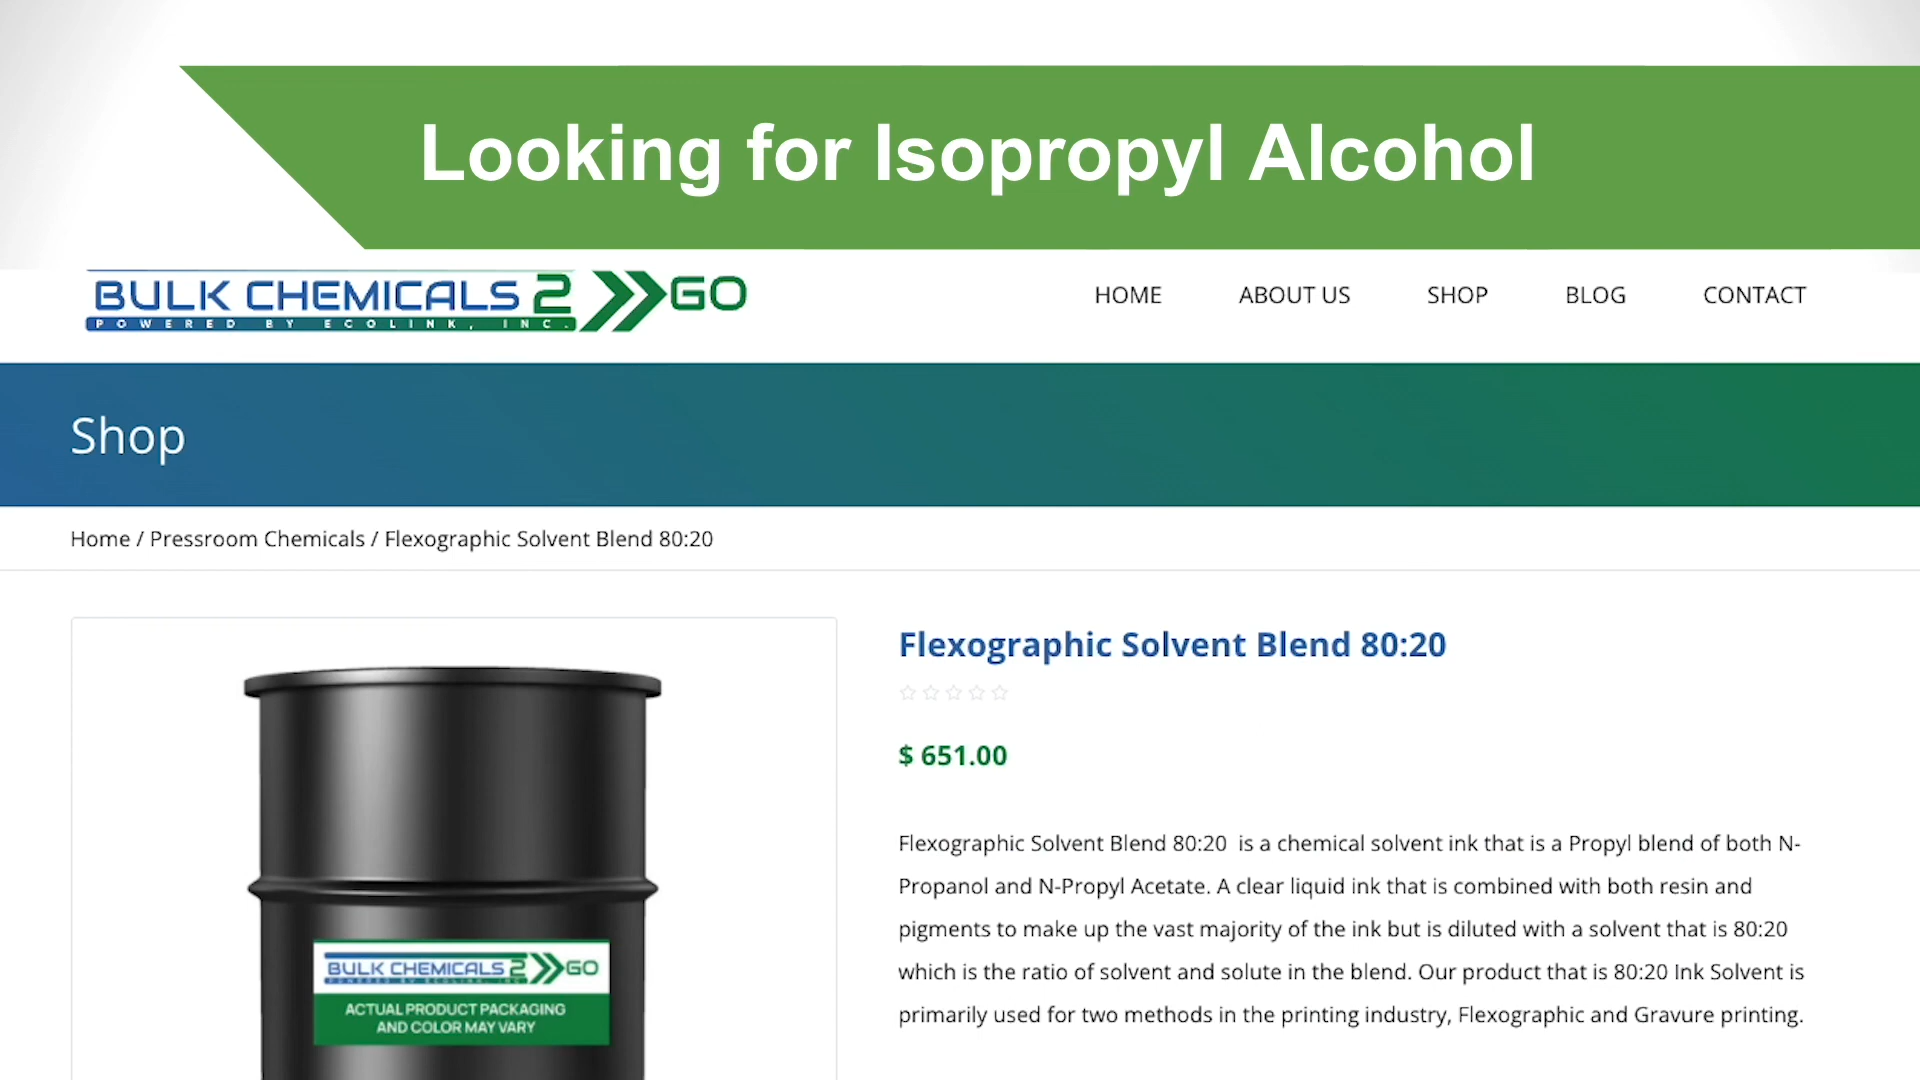 Looking for Isopropyl Alcohol
BULK CHEMICALS 2 GO
POWERED BY ECOLINK, INC.
HOME ABOUT US SHOP BLOG CONTACT
Shop
Home / Pressroom Chemicals / Flexographic Solvent Blend 80:20
Flexographic Solvent Blend 80:20
$ 651.00
Flexographic Solvent Blend 80:20 is a chemical solvent ink that is a Propyl blend of both N-
Propanol and N-Propyl Acetate. A clear liquid ink that is combined with both resin and
pigments to make up the vast majority of the ink but is diluted with a solvent that is 80:20
which is the ratio of solvent and solute in the blend. Our product that is 80:20 Ink Solvent is
primarily used for two methods in the printing industry, Flexographic and Gravure printing.
BULK CHEMICALS 2 GO
POWERED BY ECOLINK, INC.
ACTUAL PRODUCT PACKAGING
AND COLOR MAY VARY